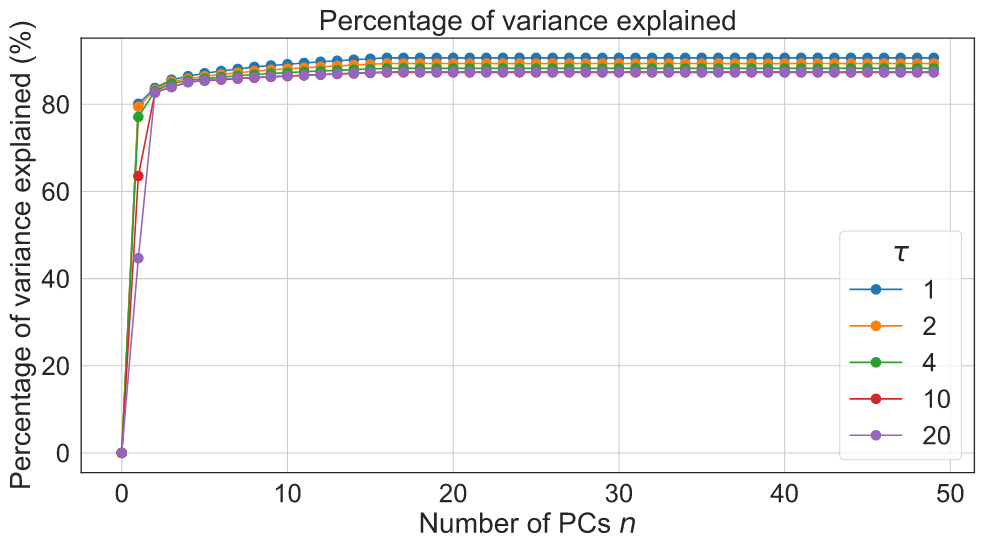 Percentage of variance explained
Percentage of variance explained (%)
80
60
40
20
0
0 10 20 30 40 50
Number of PCs n
τ
1
2
4
10
20